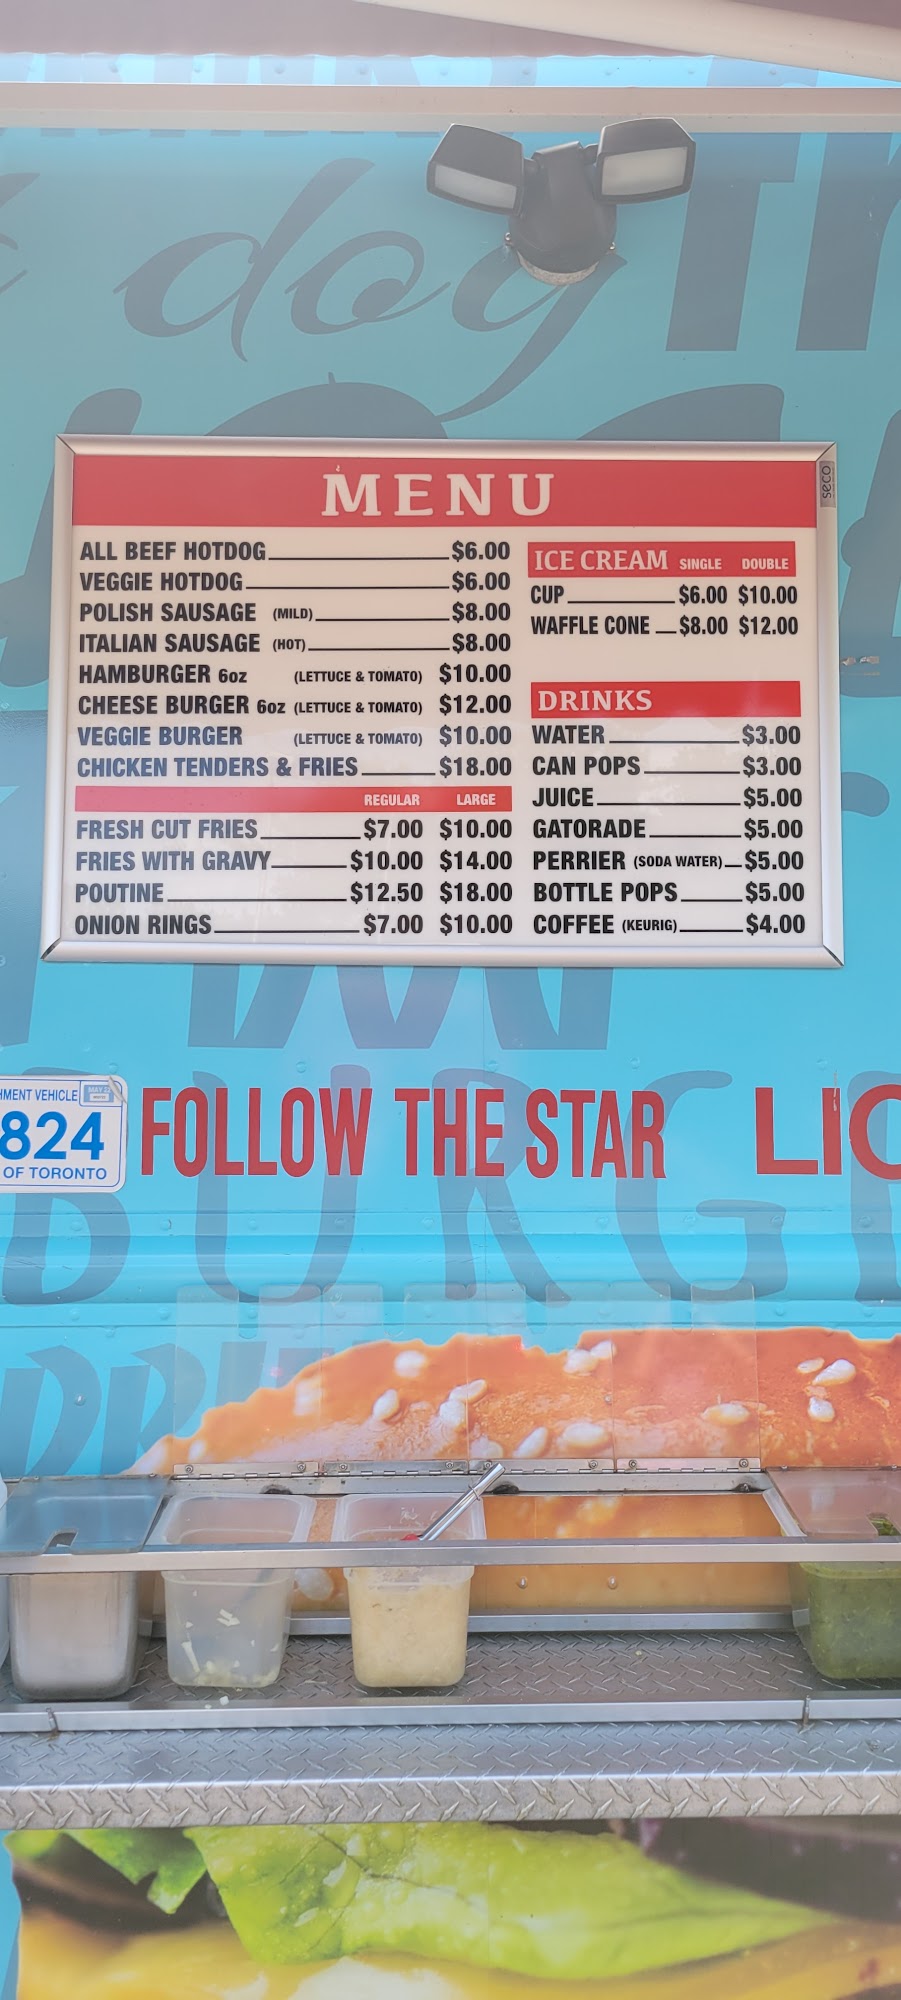 dog
MENU
seco
ALL BEEF HOTDOG $6.00
VEGGIE HOTDOG $6.00
POLISH SAUSAGE (MILD) $8.00
ITALIAN SAUSAGE (HOT) $8.00
HAMBURGER 6oz (LETTUCE & TOMATO) $10.00
CHEESE BURGER 6oz (LETTUCE & TOMATO) $12.00
VEGGIE BURGER (LETTUCE & TOMATO) $10.00
CHICKEN TENDERS & FRIES $18.00
REGULAR LARGE
FRESH CUT FRIES $7.00 $10.00
FRIES WITH GRAVY $10.00 $14.00
POUTINE $12.50 $18.00
ONION RINGS $7.00 $10.00
ICE CREAM SINGLE DOUBLE
CUP $6.00 $10.00
WAFFLE CONE $8.00 $12.00
DRINKS
WATER $3.00
CAN POPS $3.00
JUICE $5.00
GATORADE $5.00
PERRIER (SODA WATER) $5.00
BOTTLE POPS $5.00
COFFEE (KEURIG) $4.00
HMENT VEHICLE
824
OF TORONTO
FOLLOW THE STAR LIC
BURG